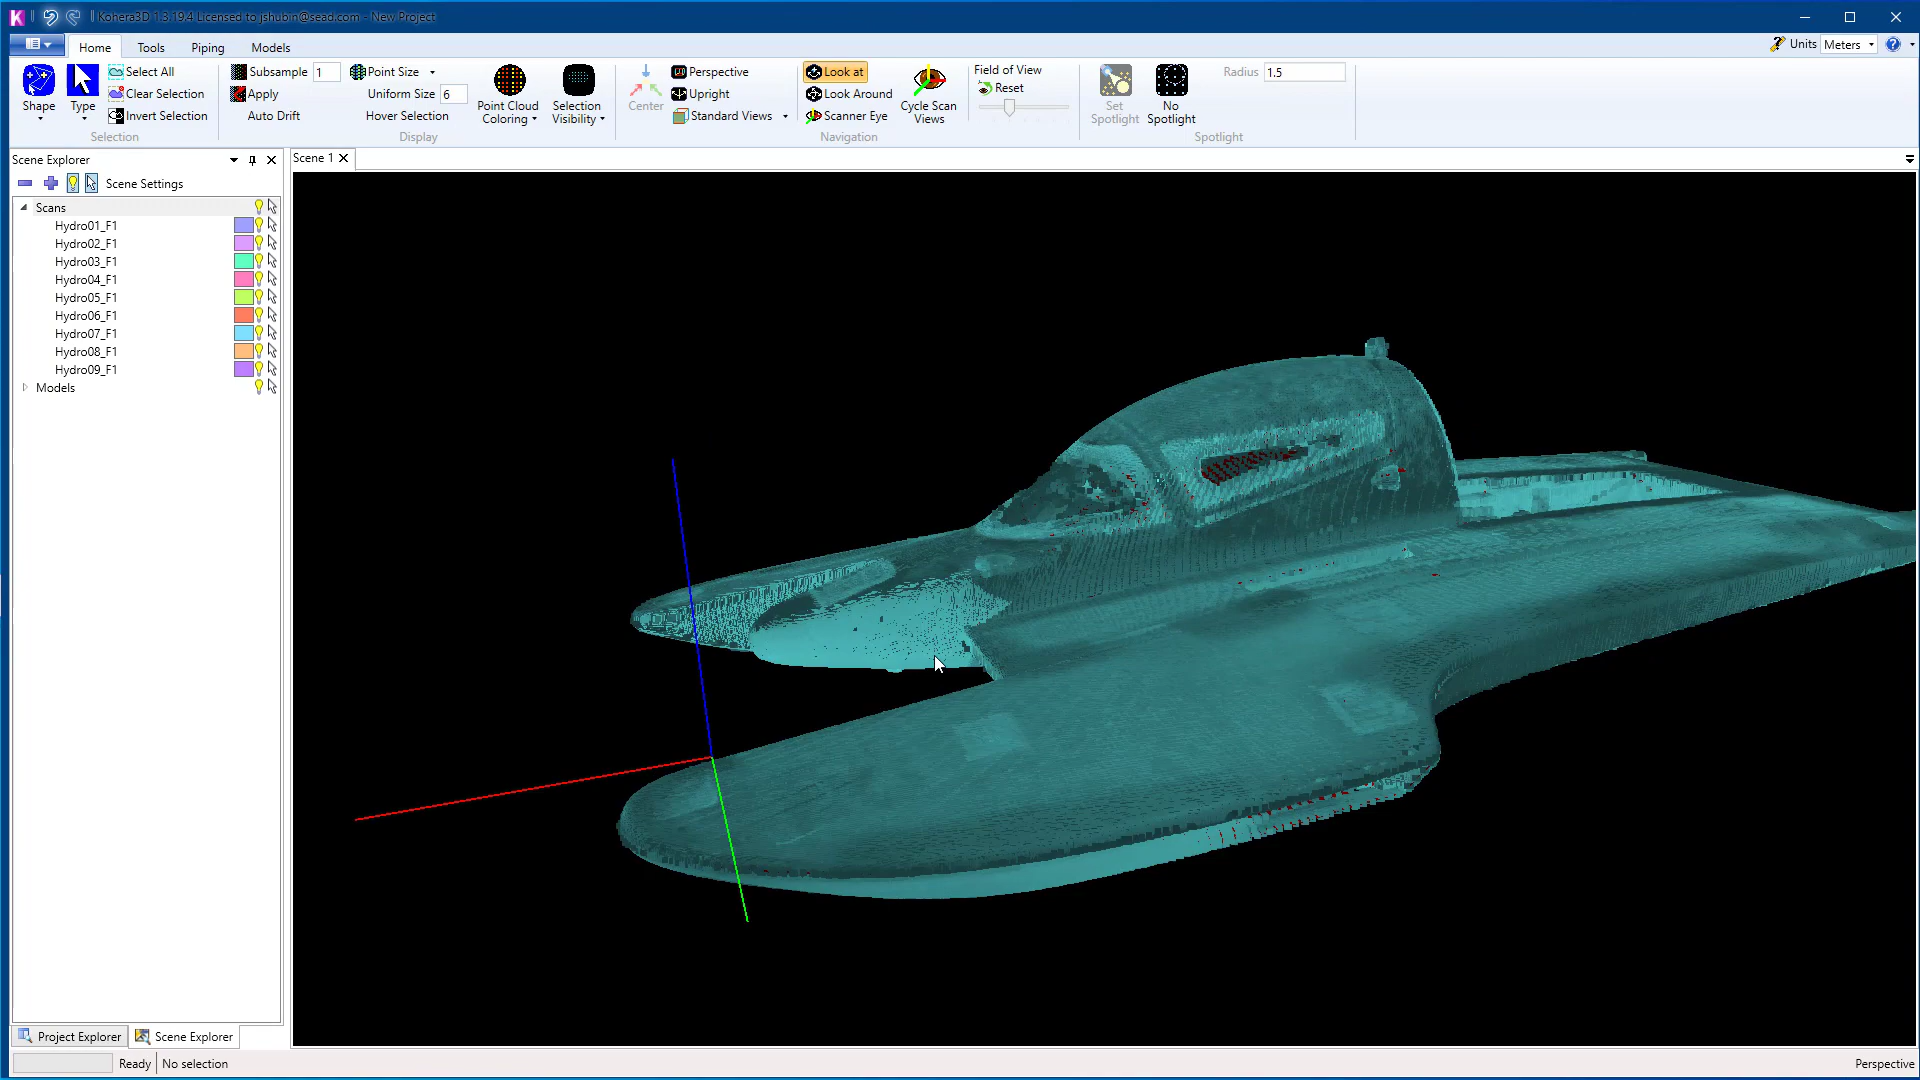 K Kohera3D 1.3.19.4 Licensed to jshubin@sead.com - New Project
Home Tools Piping Models Units Meters
Shape
Type
Select All
Clear Selection
Invert Selection
Selection
Subsample 1
Apply
Auto Drift
Point Size
Uniform Size 6
Hover Selection
Point Cloud
Coloring
Selection
Visibility
Display
Center
Perspective
Upright
Standard Views
Look at
Look Around
Scanner Eye
Cycle Scan
Views
Navigation
Field of View
Reset
Set
Spotlight
No
Spotlight
Radius 1.5
Spotlight
Scene Explorer
Scene 1
Scene Settings
Scans
Hydro01_F1
Hydro02_F1
Hydro03_F1
Hydro04_F1
Hydro05_F1
Hydro06_F1
Hydro07_F1
Hydro08_F1
Hydro09_F1
Models
Project Explorer Scene Explorer
Ready No selection Perspective